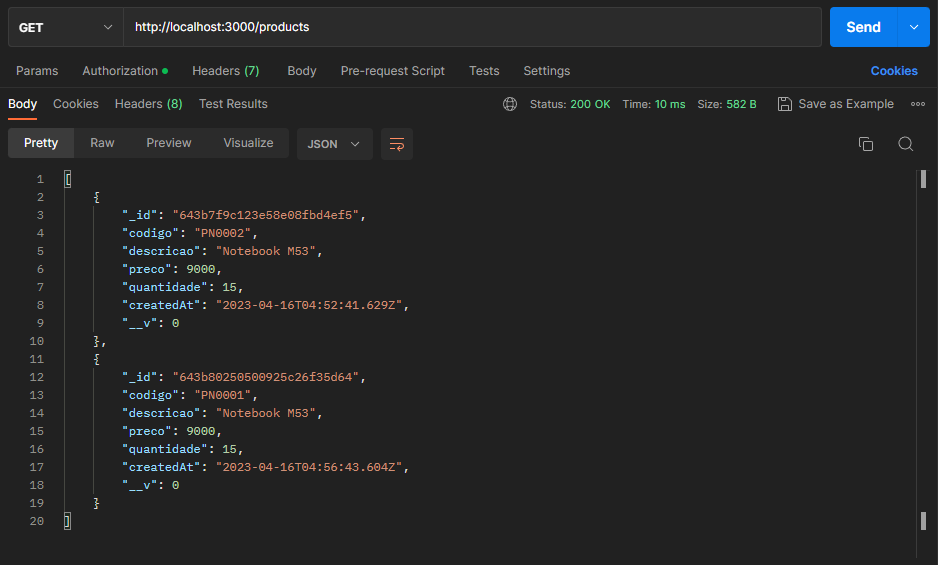 GET http://localhost:3000/products Send
Params Authorization Headers (7) Body Pre-request Script Tests Settings Cookies
Body Cookies Headers (8) Test Results Status: 200 OK Time: 10 ms Size: 582 B Save as Example
Pretty Raw Preview Visualize JSON
1 [
2 {
3 "_id": "643b7f9c123e58e08fbd4ef5",
4 "codigo": "PN0002",
5 "descricao": "Notebook M53",
6 "preco": 9000,
7 "quantidade": 15,
8 "createdAt": "2023-04-16T04:52:41.629Z",
9 "__v": 0
10 },
11 {
12 "_id": "643b80250500925c26f35d64",
13 "codigo": "PN0001",
14 "descricao": "Notebook M53",
15 "preco": 9000,
16 "quantidade": 15,
17 "createdAt": "2023-04-16T04:56:43.604Z",
18 "__v": 0
19 }
20 ]